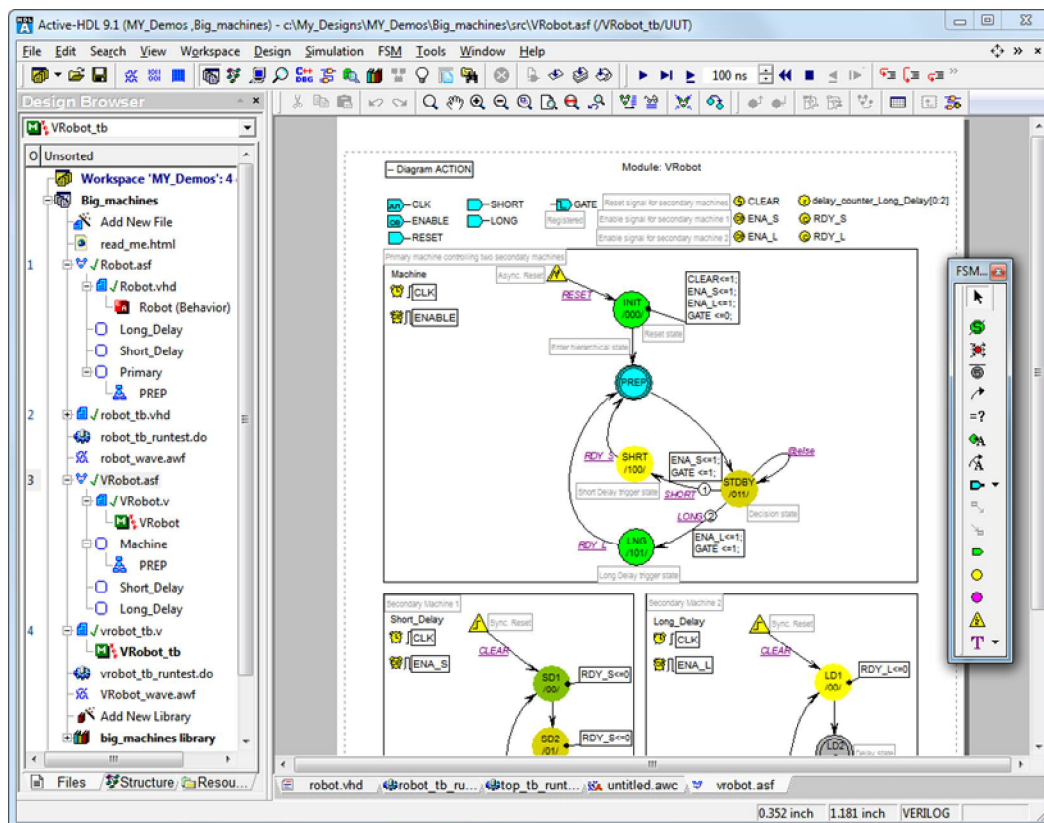 Active-HDL 9.1 (MY_Demos ,Big_machines) - c:\My_Designs\MY_Demos\Big_machines\src\VRobot.asf (/VRobot_tb/UUT)
File Edit Search View Workspace Design Simulation FSM Tools Window Help
100 ns
Design Browser
VRobot_tb
O Unsorted
Workspace 'MY_Demos': 4
Big_machines
Add New File
read_me.html
1 Robot.asf
Robot.vhd
Robot (Behavior)
Long_Delay
Short_Delay
Primary
PREP
2 robot_tb.vhd
robot_tb_runtest.do
robot_wave.awf
3 VRobot.asf
VRobot.v
VRobot
Machine
PREP
Short_Delay
Long_Delay
4 vrobot_tb.v
VRobot_tb
vrobot_tb_runtest.do
VRobot_wave.awf
Add New Library
big_machines library
Files Structure Resou...
-- Diagram ACTION
Module: VRobot
CLK SHORT GATE Reset signal for secondary machines CLEAR delay_counter_Long_Delay[0:2]
ENABLE LONG Registered Enable signal for secondary machine 1 ENA_S RDY_S
RESET Enable signal for secondary machine 2 ENA_L RDY_L
Primary machine controlling two secondary machines
Machine
CLK
ENABLE
Async. Reset
RESET
INIT
/000/
CLEAR<=1;
ENA_S<=1;
ENA_L<=1;
GATE <=0;
Reset state
Enter hierarchical state
PREP
RDY_S
SHRT
/100/
ENA_S<=1;
GATE <=1;
@else
STDBY
/011/
Short Delay trigger state
SHORT
1
Decision state
LONG
2
RDY_L
LNG
/101/
ENA_L<=1;
GATE <=1;
Long Delay trigger state
Secondary Machine 1
Short_Delay
CLK
ENA_S
Sync. Reset
CLEAR
SD1
/00/
RDY_S<=0
SD2
/01/
RDY_S<=0
Secondary Machine 2
Long_Delay
CLK
ENA_L
Sync. Reset
CLEAR
LD1
/00/
RDY_L<=0
LD2
Delay state
FSM...
=?
T
robot.vhd robot_tb_ru... top_tb_runt... untitled.awc vrobot.asf
0.352 inch 1.181 inch VERILOG